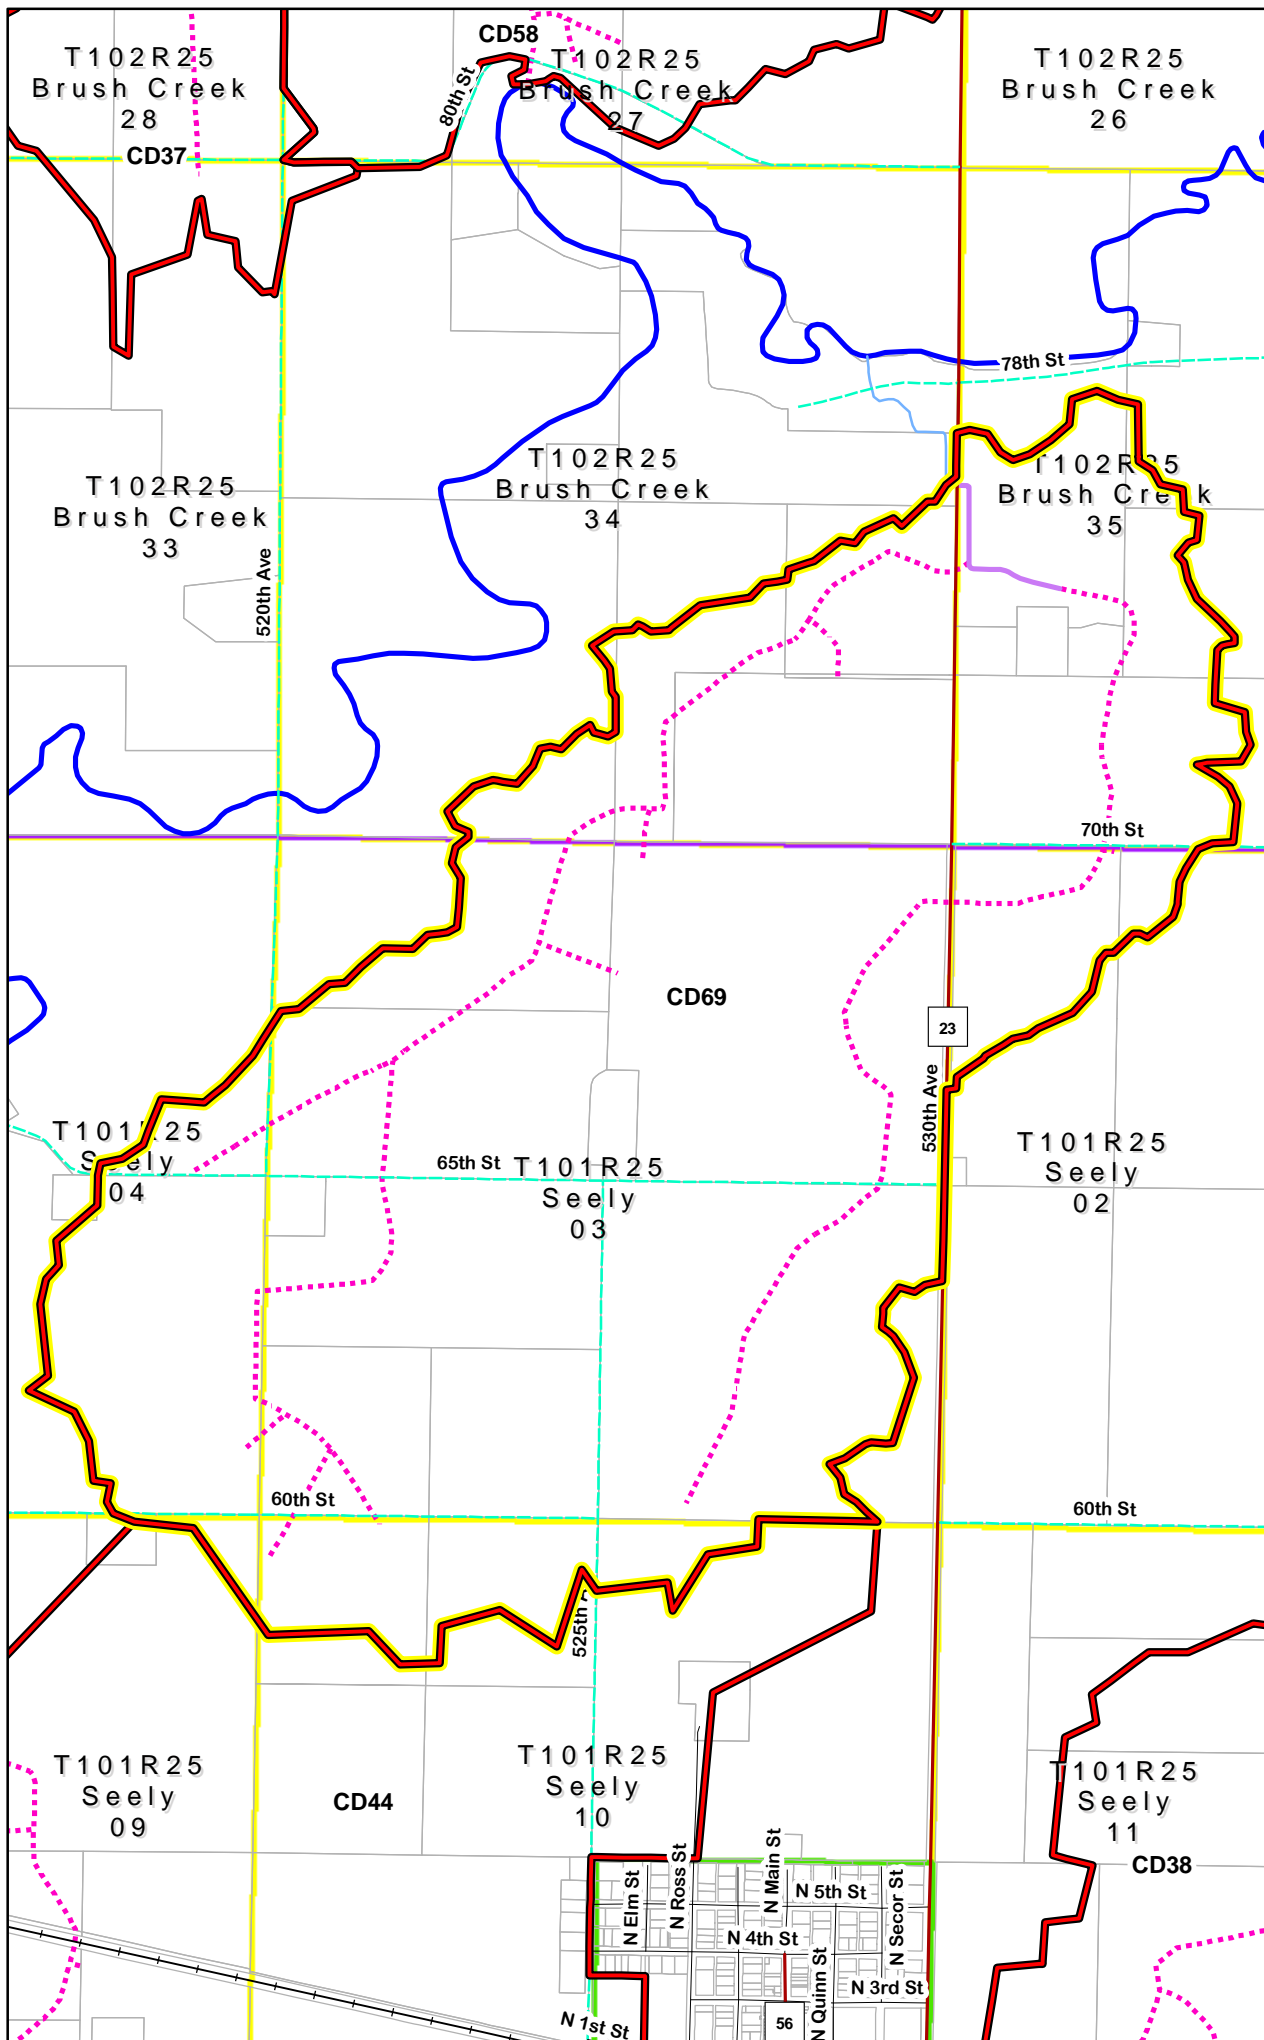 CD58
T102R25
Brush Creek
28
T102R25
Brush Creek
27
T102R25
Brush Creek
26
80th St
CD37
78th St
T102R25
Brush Creek
33
T102R25
Brush Creek
34
T102R25
Brush Creek
35
520th Ave
70th St
CD69
23
530th Ave
T101R25
Seely
04
65th St
T101R25
Seely
03
T101R25
Seely
02
60th St
60th St
525th
T101R25
Seely
09
CD44
T101R25
Seely
10
T101R25
Seely
11
CD38
N Elm St
N Ross St
N Main St
N 5th St
N Secor St
N 4th St
N Quinn St
N 3rd St
N 1st St
56